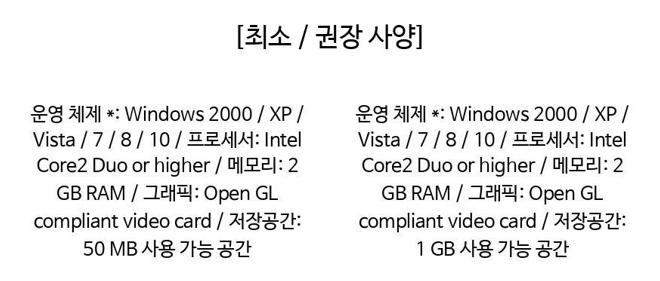 [최소 / 권장 사양]
운영 체제 *: Windows 2000 / XP /
Vista / 7 / 8 / 10 / 프로세서: Intel
Core2 Duo or higher / 메모리: 2
GB RAM / 그래픽: Open GL
compliant video card / 저장공간:
50 MB 사용 가능 공간
운영 체제 *: Windows 2000 / XP /
Vista / 7 / 8 / 10 / 프로세서: Intel
Core2 Duo or higher / 메모리: 2
GB RAM / 그래픽: Open GL
compliant video card / 저장공간:
1 GB 사용 가능 공간